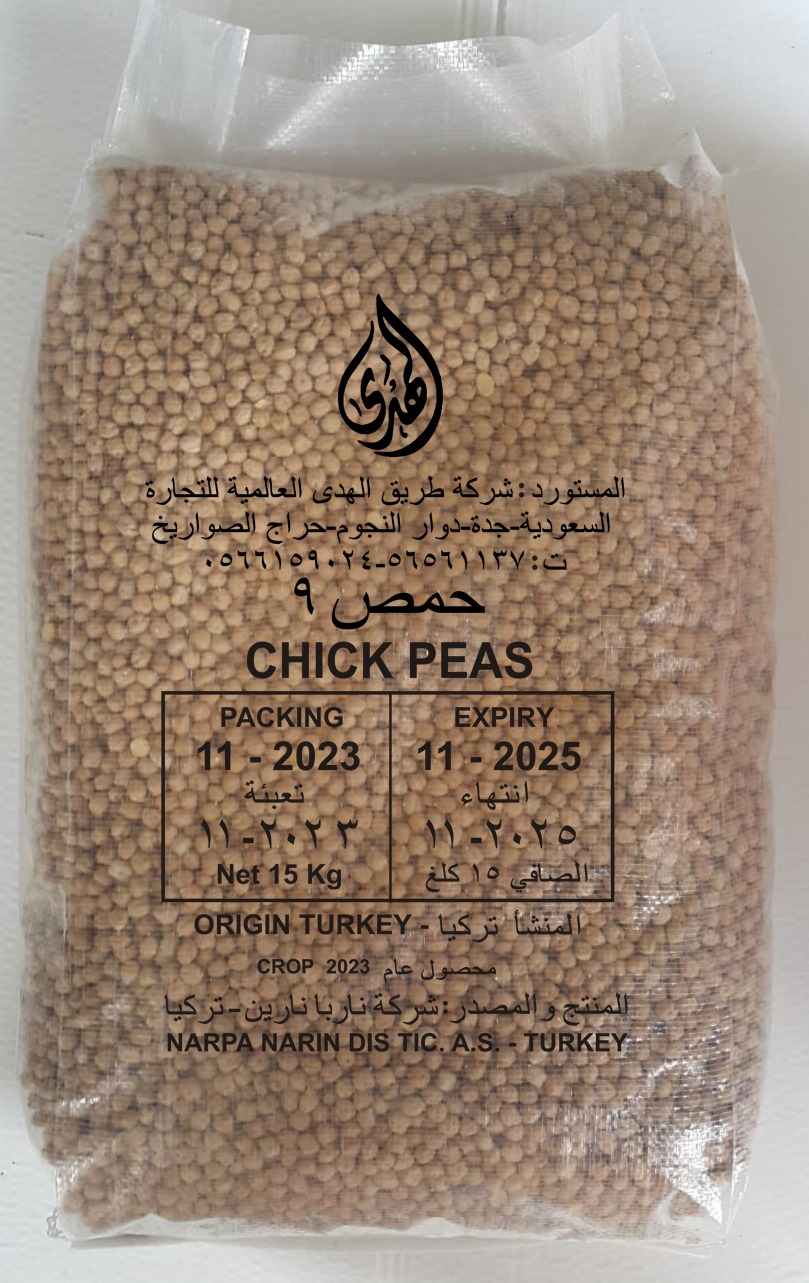 الهدى
المستورد:شركة طريق الهدى العالمية للتجارة
السعودية-جدة-دوار النجوم-حراج الصواريخ
ت:٥٦٥٦١١٣٧-٠٥٦٦١٥٩٠٢٤
حمص ٩
CHICK PEAS
PACKING
11 - 2023
تعبئة
٢٠٢٣-١١
Net 15 Kg
EXPIRY
11 - 2025
انتهاء
٢٠٢٥-١١
الصافي ١٥ كلغ
ORIGIN TURKEY - المنشأ تركيا
CROP 2023 محصول عام
المنتج والمصدر:شركة ناربا نارين-تركيا
NARPA NARIN DIS TIC. A.S. - TURKEY